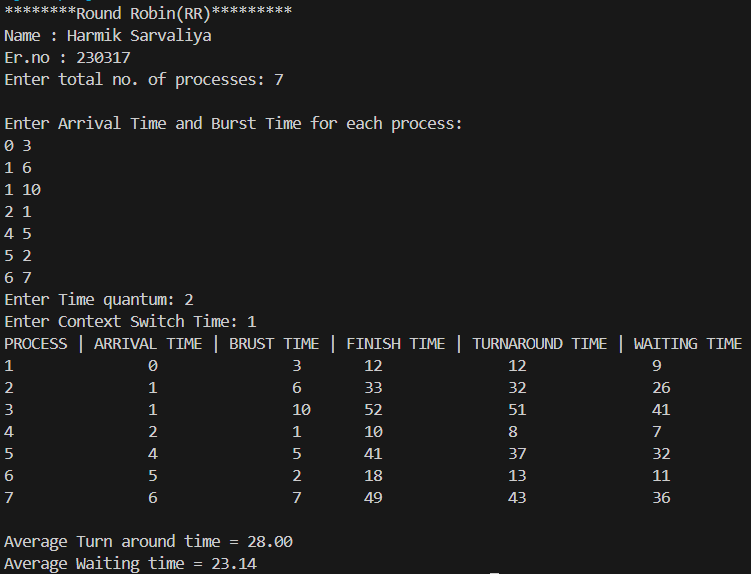 ********Round Robin(RR)*********
Name : Harmik Sarvaliya
Er.no : 230317
Enter total no. of processes: 7
Enter Arrival Time and Burst Time for each process:
0 3
1 6
1 10
2 1
4 5
5 2
6 7
Enter Time quantum: 2
Enter Context Switch Time: 1
PROCESS | ARRIVAL TIME | BRUST TIME | FINISH TIME | TURNAROUND TIME | WAITING TIME
1 0 3 12 12 9
2 1 6 33 32 26
3 1 10 52 51 41
4 2 1 10 8 7
5 4 5 41 37 32
6 5 2 18 13 11
7 6 7 49 43 36
Average Turn around time = 28.00
Average Waiting time = 23.14